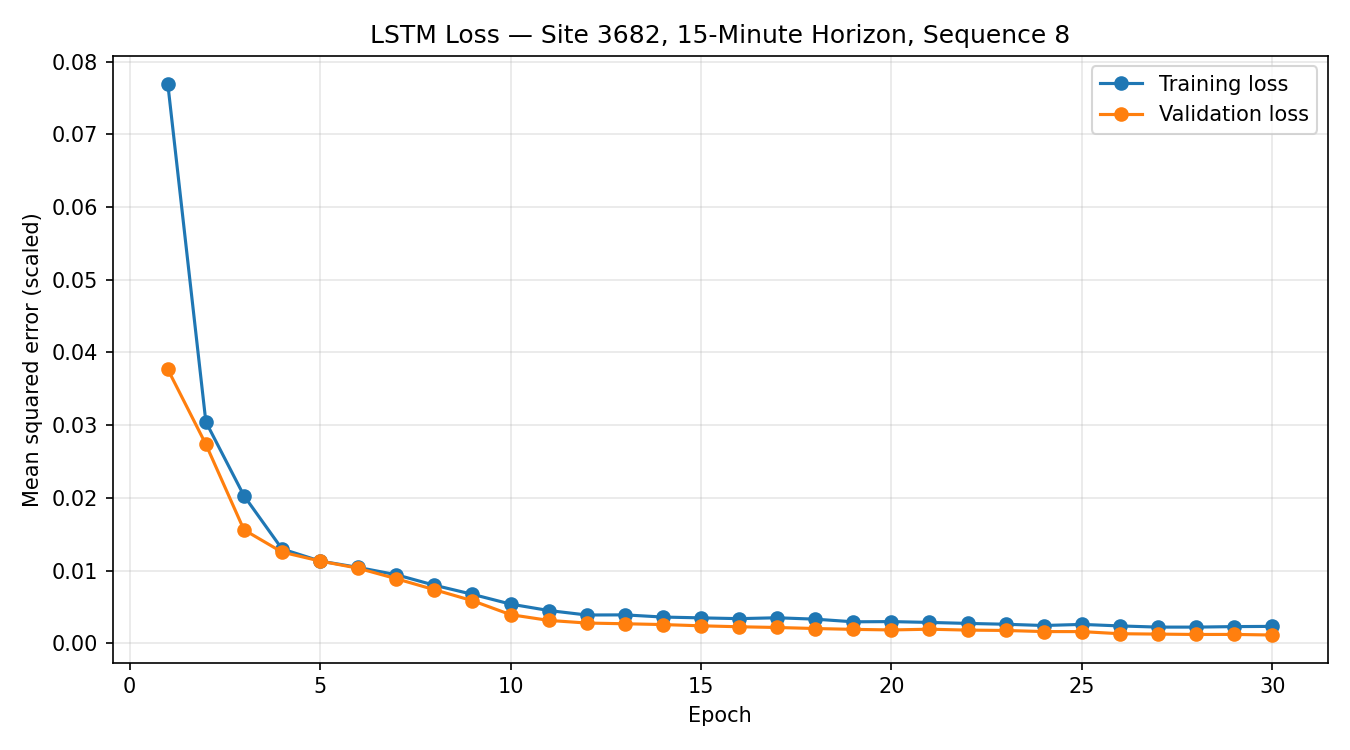 LSTM Loss — Site 3682, 15-Minute Horizon, Sequence 8
Training loss
Validation loss
Mean squared error (scaled)
0.08
0.07
0.06
0.05
0.04
0.03
0.02
0.01
0.00
0 5 10 15 20 25 30
Epoch